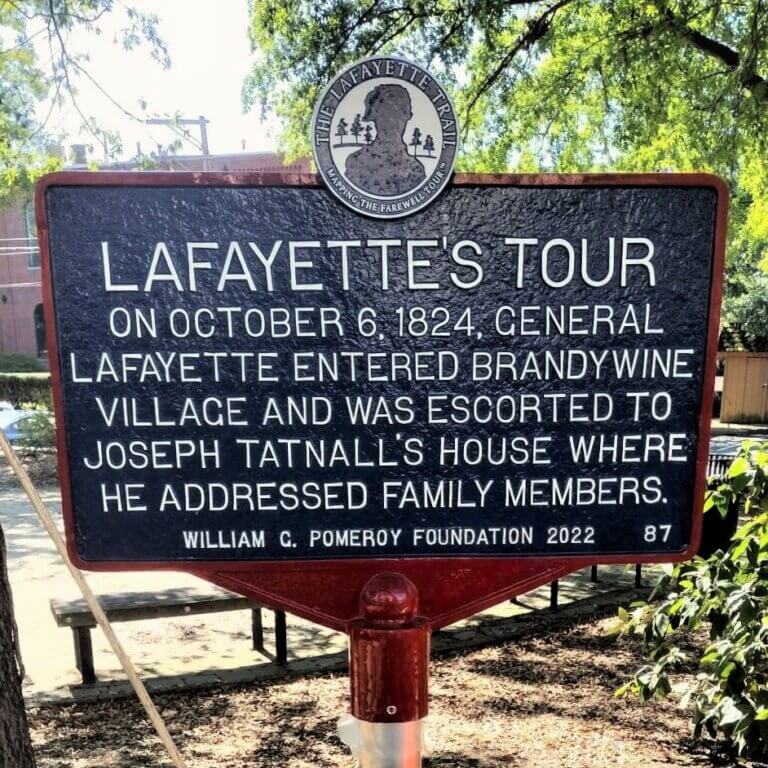 THE LAFAYETTE TRAIL
MAPPING THE FAREWELL TOUR™
LAFAYETTE'S TOUR
ON OCTOBER 6, 1824, GENERAL
LAFAYETTE ENTERED BRANDYWINE
VILLAGE AND WAS ESCORTED TO
JOSEPH TATNALL'S HOUSE WHERE
HE ADDRESSED FAMILY MEMBERS.
WILLIAM G. POMEROY FOUNDATION 2022 87